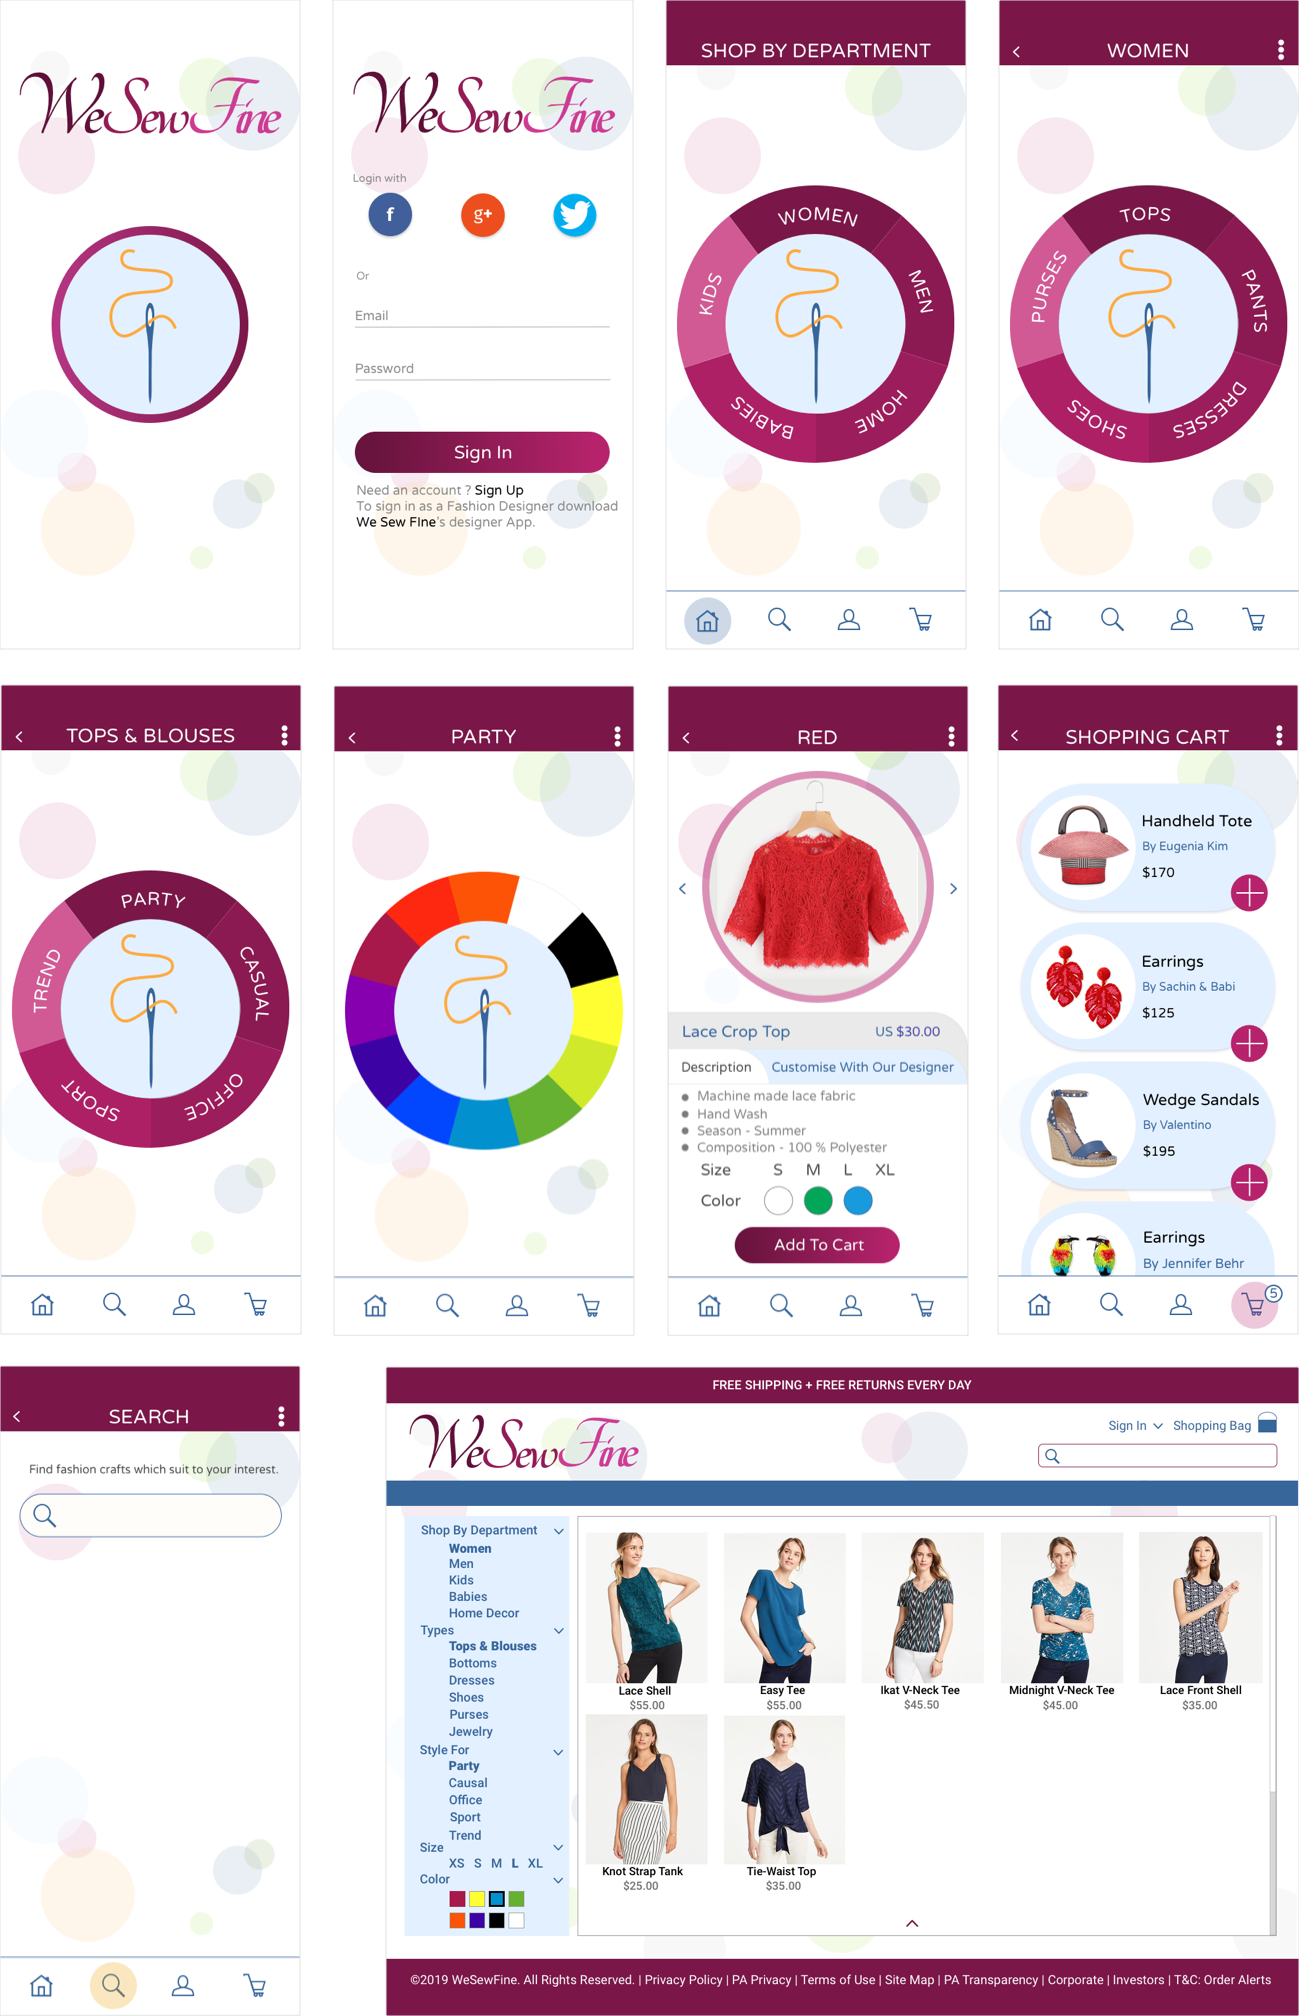 WeSewFine
WeSewFine
Login with
f
g+
Or
Email
Password
Sign In
Need an account ? Sign Up
To sign in as a Fashion Designer download
We Sew FIne's designer App.
SHOP BY DEPARTMENT
WOMEN
MEN
HOME
BABIES
KIDS
WOMEN
TOPS
PANTS
DRESSES
SHOES
PURSES
TOPS & BLOUSES
PARTY
CASUAL
OFFICE
SPORT
TREND
PARTY
RED
Lace Crop Top US $30.00
Description Customise With Our Designer
Machine made lace fabric
Hand Wash
Season - Summer
Composition - 100 % Polyester
Size S M L XL
Color
Add To Cart
SHOPPING CART
Handheld Tote
By Eugenia Kim
$170
Earrings
By Sachin & Babi
$125
Wedge Sandals
By Valentino
$195
Earrings
By Jennifer Behr
5
SEARCH
Find fashion crafts which suit to your interest.
FREE SHIPPING + FREE RETURNS EVERY DAY
WeSewFine
Sign In Shopping Bag
Shop By Department
Women
Men
Kids
Babies
Home Decor
Types
Tops & Blouses
Bottoms
Dresses
Shoes
Purses
Jewelry
Style For
Party
Causal
Office
Sport
Trend
Size
XS S M L XL
Color
Lace Shell
$55.00
Easy Tee
$55.00
Ikat V-Neck Tee
$45.50
Midnight V-Neck Tee
$45.00
Lace Front Shell
$35.00
Knot Strap Tank
$25.00
Tie-Waist Top
$35.00
©2019 WeSewFine. All Rights Reserved. | Privacy Policy | PA Privacy | Terms of Use | Site Map | PA Transparency | Corporate | Investors | T&C: Order Alerts